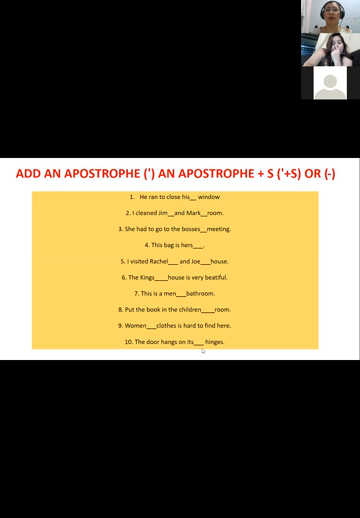 ADD AN APOSTROPHE (') AN APOSTROPHE + S ('+S) OR (-)
1. He ran to close his__ window
2. I cleaned Jim__and Mark__room.
3. She had to go to the bosses__meeting.
4. This bag is hers___.
5. I visited Rachel___ and Joe___house.
6. The Kings____house is very beatiful.
7. This is a men___bathroom.
8. Put the book in the children____room.
9. Women___clothes is hard to find here.
10. The door hangs on its___ hinges.